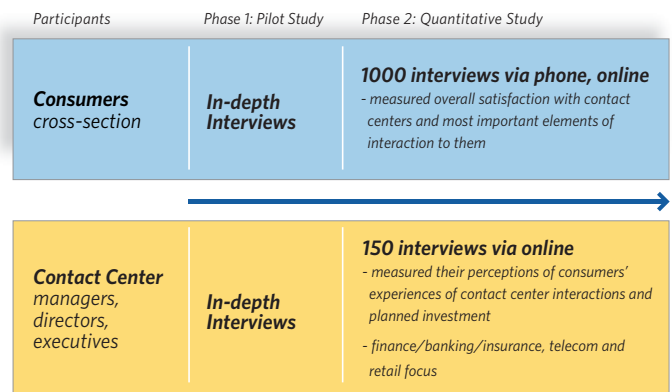 Participants
Phase 1: Pilot Study
Phase 2: Quantitative Study
Consumers
cross-section
In-depth
Interviews
1000 interviews via phone, online
- measured overall satisfaction with contact
centers and most important elements of
interaction to them
Contact Center
managers,
directors,
executives
In-depth
Interviews
150 interviews via online
- measured their perceptions of consumers’
experiences of contact center interactions and
planned investment
- finance/banking/insurance, telecom and
retail focus